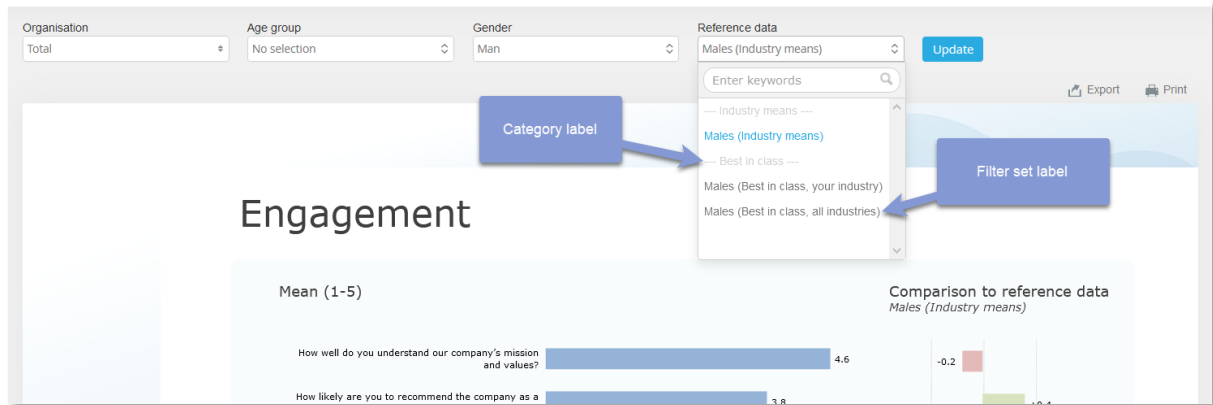 Organisation
Total
Age group
No selection
Gender
Man
Reference data
Males (Industry means)
Update
Enter keywords
--- Industry means ---
Males (Industry means)
--- Best in class ---
Males (Best in class, your industry)
Males (Best in class, all industries)
Export
Print
Category label
Filter set label
Engagement
Mean (1-5)
Comparison to reference data
Males (Industry means)
How well do you understand our company's mission
and values?
4.6
-0.2
How likely are you to recommend the company as a
3.8